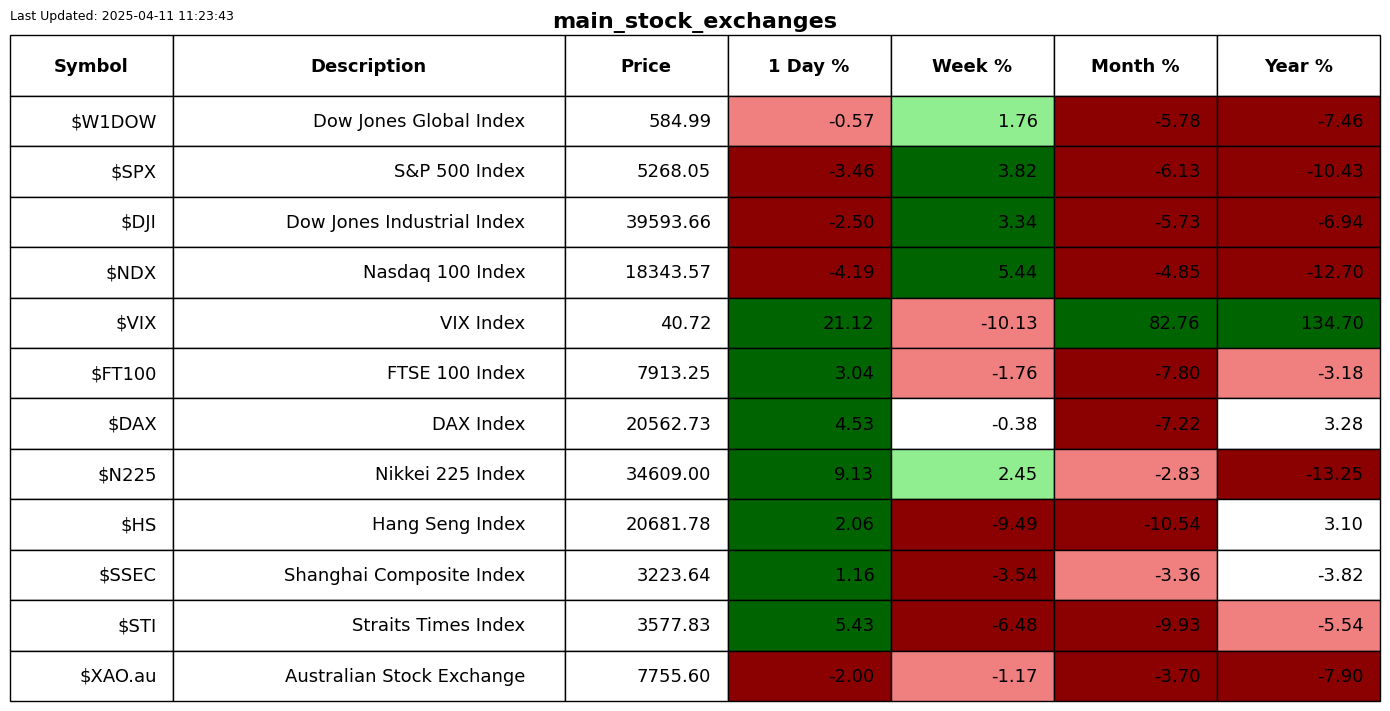 Last Updated: 2025-04-11 11:23:43
main_stock_exchanges
Symbol Description Price 1 Day % Week % Month % Year %
$W1DOW Dow Jones Global Index 584.99 -0.57 1.76 -5.78 -7.46
$SPX S&P 500 Index 5268.05 -3.46 3.82 -6.13 -10.43
$DJI Dow Jones Industrial Index 39593.66 -2.50 3.34 -5.73 -6.94
$NDX Nasdaq 100 Index 18343.57 -4.19 5.44 -4.85 -12.70
$VIX VIX Index 40.72 21.12 -10.13 82.76 134.70
$FT100 FTSE 100 Index 7913.25 3.04 -1.76 -7.80 -3.18
$DAX DAX Index 20562.73 4.53 -0.38 -7.22 3.28
$N225 Nikkei 225 Index 34609.00 9.13 2.45 -2.83 -13.25
$HS Hang Seng Index 20681.78 2.06 -9.49 -10.54 3.10
$SSEC Shanghai Composite Index 3223.64 1.16 -3.54 -3.36 -3.82
$STI Straits Times Index 3577.83 5.43 -6.48 -9.93 -5.54
$XAO.au Australian Stock Exchange 7755.60 -2.00 -1.17 -3.70 -7.90